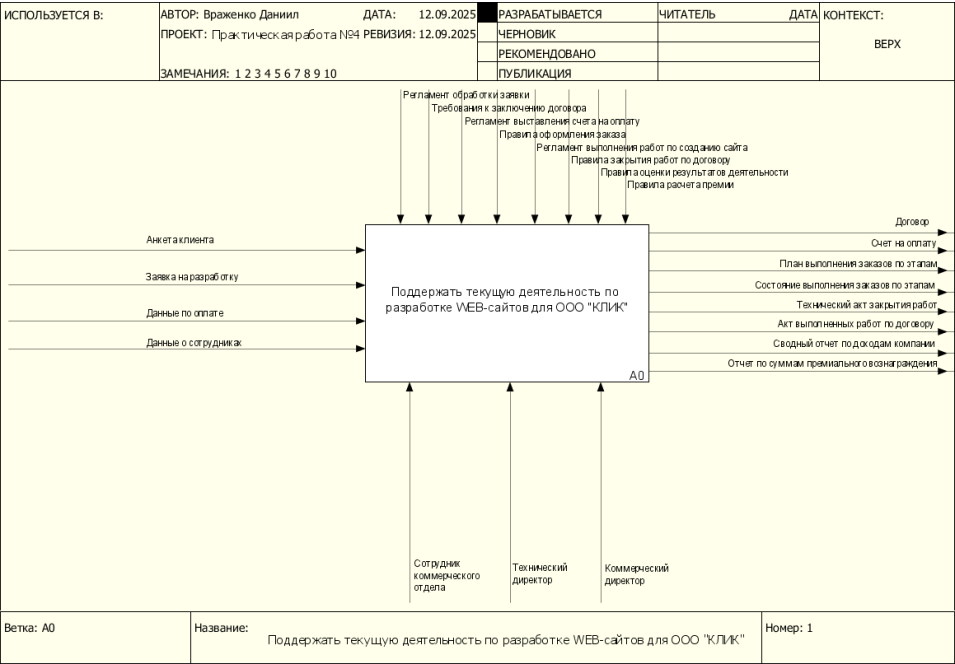 ИСПОЛЬЗУЕТСЯ В:
АВТОР: Враженко Даниил
ДАТА: 12.09.2025
ПРОЕКТ: Практическая работа №4
РЕВИЗИЯ: 12.09.2025
ЗАМЕЧАНИЯ: 1 2 3 4 5 6 7 8 9 10
РАЗРАБАТЫВАЕТСЯ
ЧЕРНОВИК
РЕКОМЕНДОВАНО
ПУБЛИКАЦИЯ
ЧИТАТЕЛЬ
ДАТА
КОНТЕКСТ:
ВЕРХ
Регламент обработки заявки
Требования к заключению договора
Регламент выставления счета на оплату
Правила оформления заказа
Регламент выполнения работ по созданию сайта
Правила закрытия работ по договору
Правила оценки результатов деятельности
Правила расчета премии
Анкета клиента
Заявка на разработку
Данные по оплате
Данные о сотрудниках
Поддержать текущую деятельность по
разработке WEB-сайтов для ООО "КЛИК"
A0
Договор
Счет на оплату
План выполнения заказов по этапам
Состояние выполнения заказов по этапам
Технический акт закрытия работ
Акт выполненных работ по договору
Сводный отчет по доходам компании
Отчет по суммам премиального вознаграждения
Сотрудник
коммерческого
отдела
Технический
директор
Коммерческий
директор
Ветка: A0
Название:
Поддержать текущую деятельность по разработке WEB-сайтов для ООО "КЛИК"
Номер: 1